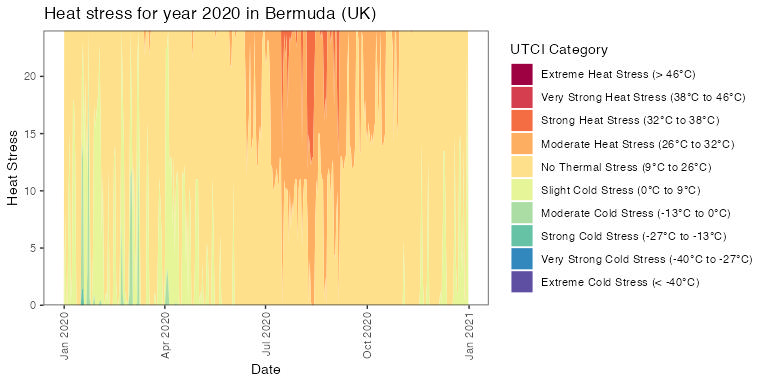 Heat stress for year 2020 in Bermuda (UK)
UTCI Category
Extreme Heat Stress (> 46°C)
Very Strong Heat Stress (38°C to 46°C)
Strong Heat Stress (32°C to 38°C)
Moderate Heat Stress (26°C to 32°C)
No Thermal Stress (9°C to 26°C)
Slight Cold Stress (0°C to 9°C)
Moderate Cold Stress (-13°C to 0°C)
Strong Cold Stress (-27°C to -13°C)
Very Strong Cold Stress (-40°C to -27°C)
Extreme Cold Stress (< -40°C)
Heat Stress
20
15
10
5
0
Jan 2020
Apr 2020
Jul 2020
Oct 2020
Jan 2021
Date